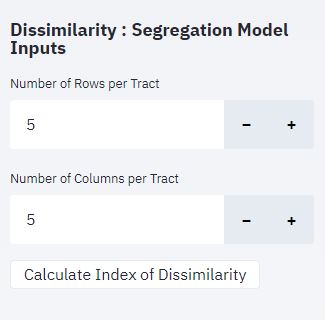 Dissimilarity : Segregation Model
Inputs
Number of Rows per Tract
5 − +
Number of Columns per Tract
5 − +
Calculate Index of Dissimilarity